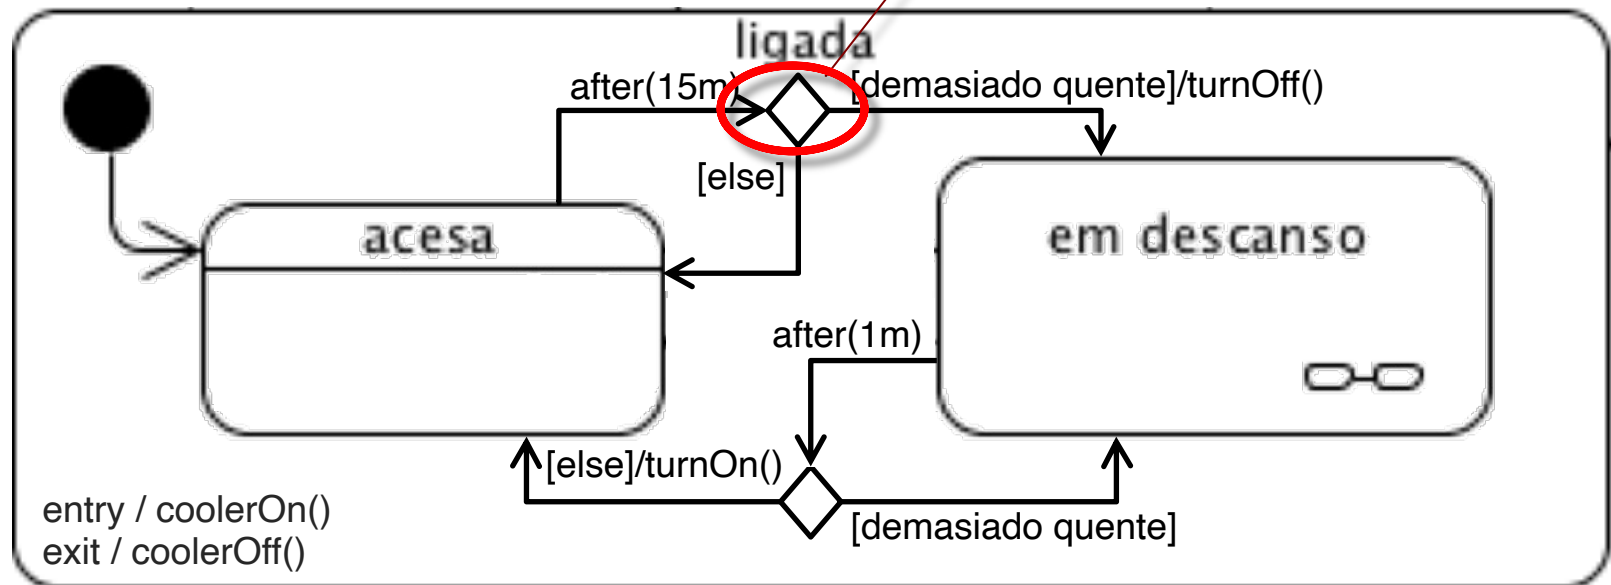 ligada
after(15m)
[demasiado quente]/turnOff()
[else]
acesa
em descanso
after(1m)
[else]/turnOn()
entry / coolerOn()
[demasiado quente]
exit / coolerOff()